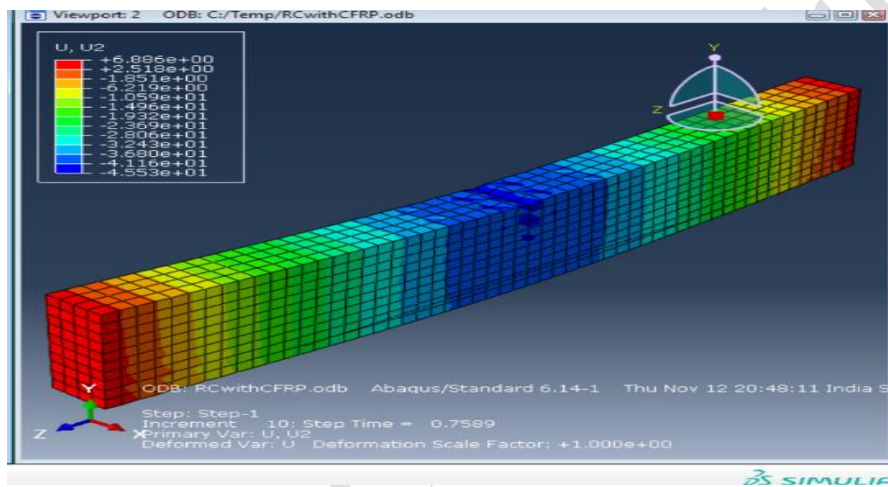 Viewport: 2 ODB: C:/Temp/RCwithCFRP.odb
U, U2
+6.886e+00
+2.518e+00
-1.851e+00
-6.219e+00
-1.059e+01
-1.496e+01
-1.932e+01
-2.369e+01
-2.806e+01
-3.243e+01
-3.680e+01
-4.116e+01
-4.553e+01
Y
Z
Y
Z
X
ODB: RCwithCFRP.odb Abaqus/Standard 6.14-1 Thu Nov 12 20:48:11 India S
Step: Step-1
Increment 10: Step Time = 0.7589
Primary Var: U, U2
Deformed Var: U Deformation Scale Factor: +1.000e+00
SIMULIA